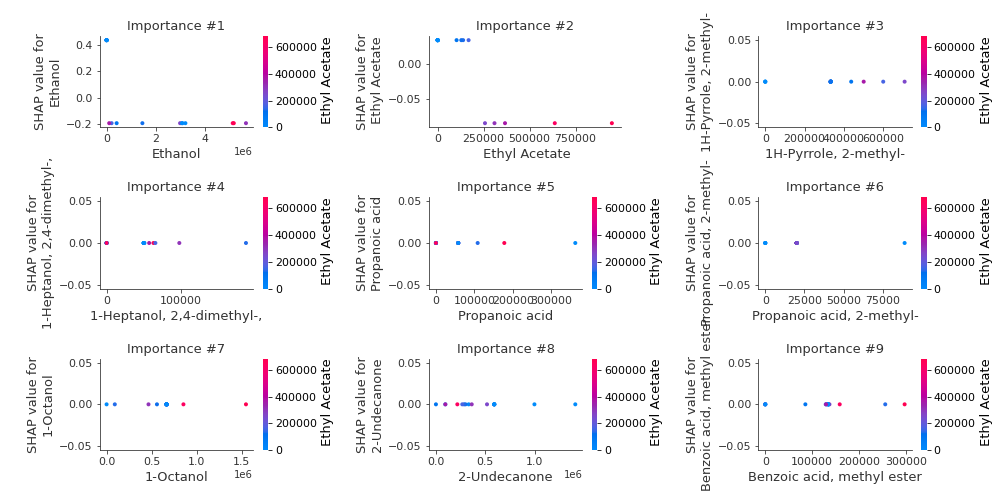 Importance #1
SHAP value for
Ethanol
0.4
0.2
0.0
−0.2
0
2
4
1e6
Ethanol
600000
400000
200000
0
Ethyl Acetate
Importance #2
SHAP value for
Ethyl Acetate
0.00
−0.05
0
250000
500000
750000
Ethyl Acetate
600000
400000
200000
0
Ethyl Acetate
Importance #3
SHAP value for
1H-Pyrrole, 2-methyl-
0.05
0.00
−0.05
0
200000
400000
600000
1H-Pyrrole, 2-methyl-
600000
400000
200000
0
Ethyl Acetate
Importance #4
SHAP value for
1-Heptanol, 2,4-dimethyl-,
0.05
0.00
−0.05
0
100000
1-Heptanol, 2,4-dimethyl-,
600000
400000
200000
0
Ethyl Acetate
Importance #5
SHAP value for
Propanoic acid
0.05
0.00
−0.05
0
100000
200000
300000
Propanoic acid
600000
400000
200000
0
Ethyl Acetate
Importance #6
SHAP value for
Propanoic acid, 2-methyl-
0.05
0.00
−0.05
0
25000
50000
75000
Propanoic acid, 2-methyl-
600000
400000
200000
0
Ethyl Acetate
Importance #7
SHAP value for
1-Octanol
0.05
0.00
−0.05
0.0
0.5
1.0
1.5
1e6
1-Octanol
600000
400000
200000
0
Ethyl Acetate
Importance #8
SHAP value for
2-Undecanone
0.05
0.00
−0.05
0.0
0.5
1.0
1e6
2-Undecanone
600000
400000
200000
0
Ethyl Acetate
Importance #9
SHAP value for
Benzoic acid, methyl ester
0.05
0.00
−0.05
0
100000
200000
300000
Benzoic acid, methyl ester
600000
400000
200000
0
Ethyl Acetate